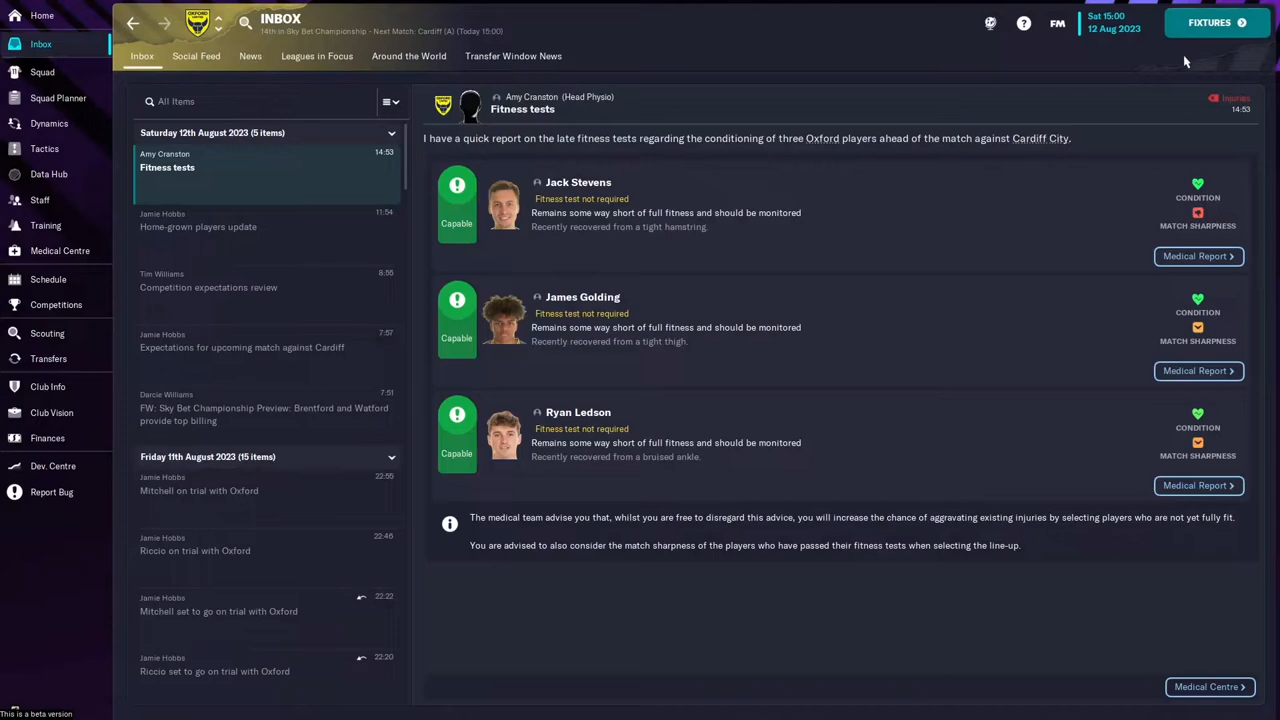 Home
Inbox
Squad
Squad Planner
Dynamics
Tactics
Data Hub
Staff
Training
Medical Centre
Schedule
Competitions
Scouting
Transfers
Club Info
Club Vision
Finances
Dev. Centre
Report Bug
This is a beta version
INBOX
14th in Sky Bet Championship - Next Match: Cardiff (A) (Today 15:00)
FM
Sat 15:00
12 Aug 2023
FIXTURES
Inbox
Social Feed
News
Leagues in Focus
Around the World
Transfer Window News
All Items
Saturday 12th August 2023 (5 items)
Amy Cranston 14:53
Fitness tests
Jamie Hobbs 11:54
Home-grown players update
Tim Williams 8:55
Competition expectations review
Jamie Hobbs 7:57
Expectations for upcoming match against Cardiff
Darcie Williams 7:51
FW: Sky Bet Championship Preview: Brentford and Watford
provide top billing
Friday 11th August 2023 (15 items)
Jamie Hobbs 22:55
Mitchell on trial with Oxford
Jamie Hobbs 22:46
Riccio on trial with Oxford
Jamie Hobbs 22:22
Mitchell set to go on trial with Oxford
Jamie Hobbs 22:20
Riccio set to go on trial with Oxford
Amy Cranston (Head Physio)
Fitness tests
Injuries
14:53
I have a quick report on the late fitness tests regarding the conditioning of three Oxford players ahead of the match against Cardiff City.
Capable
Jack Stevens
Fitness test not required
Remains some way short of full fitness and should be monitored
Recently recovered from a tight hamstring.
CONDITION
MATCH SHARPNESS
Medical Report
Capable
James Golding
Fitness test not required
Remains some way short of full fitness and should be monitored
Recently recovered from a tight thigh.
CONDITION
MATCH SHARPNESS
Medical Report
Capable
Ryan Ledson
Fitness test not required
Remains some way short of full fitness and should be monitored
Recently recovered from a bruised ankle.
CONDITION
MATCH SHARPNESS
Medical Report
The medical team advise you that, whilst you are free to disregard this advice, you will increase the chance of aggravating existing injuries by selecting players who are not yet fully fit.
You are advised to also consider the match sharpness of the players who have passed their fitness tests when selecting the line-up.
Medical Centre